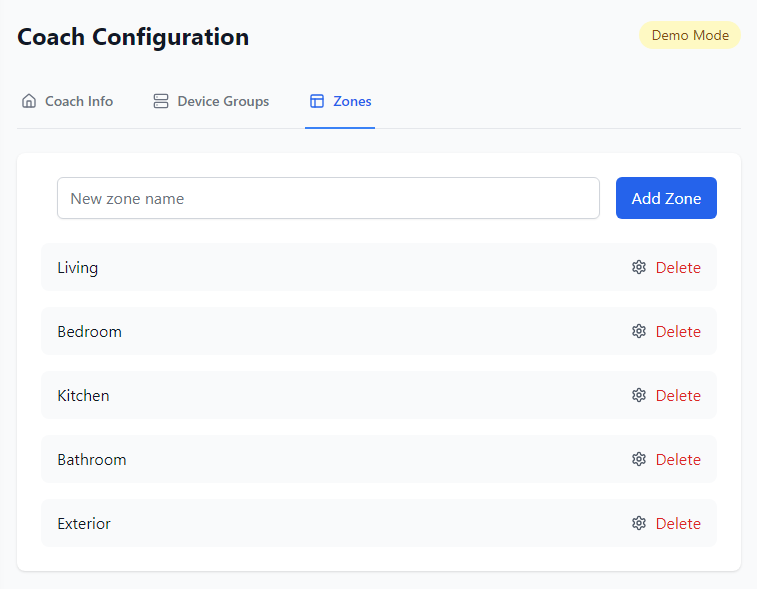 Coach Configuration
Demo Mode
Coach Info
Device Groups
Zones
New zone name
Add Zone
Living
Delete
Bedroom
Delete
Kitchen
Delete
Bathroom
Delete
Exterior
Delete